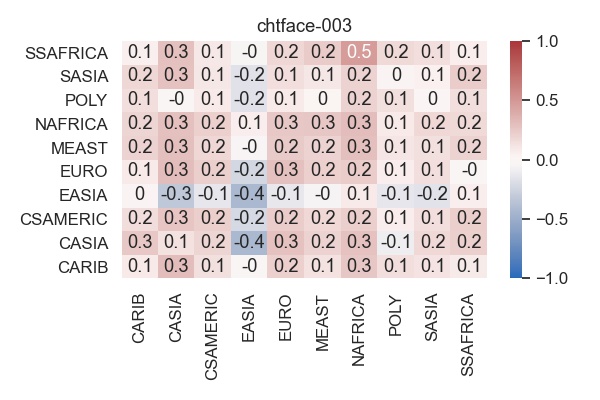 chtface-003
SSAFRICA 0.1 0.3 0.1 -0 0.2 0.2 0.5 0.2 0.1 0.1
SASIA 0.2 0.3 0.1 -0.2 0.1 0.1 0.2 0 0.1 0.2
POLY 0.1 -0 0.1 -0.2 0.1 0 0.2 0.1 0 0.1
NAFRICA 0.2 0.3 0.2 0.1 0.3 0.3 0.3 0.1 0.2 0.2
MEAST 0.2 0.3 0.2 -0 0.2 0.2 0.3 0.1 0.1 0.2
EURO 0.1 0.3 0.2 -0.2 0.3 0.2 0.2 0.1 0.1 -0
EASIA 0 -0.3 -0.1 -0.4 -0.1 -0 0.1 -0.1 -0.2 0.1
CSAMERIC 0.2 0.3 0.2 -0.2 0.2 0.2 0.2 0.1 0.1 0.2
CASIA 0.3 0.1 0.2 -0.4 0.3 0.2 0.3 -0.1 0.2 0.2
CARIB 0.1 0.3 0.1 -0 0.2 0.1 0.3 0.1 0.1 0.1
CARIB
CASIA
CSAMERIC
EASIA
EURO
MEAST
NAFRICA
POLY
SASIA
SSAFRICA
1.0
0.5
0.0
−0.5
−1.0